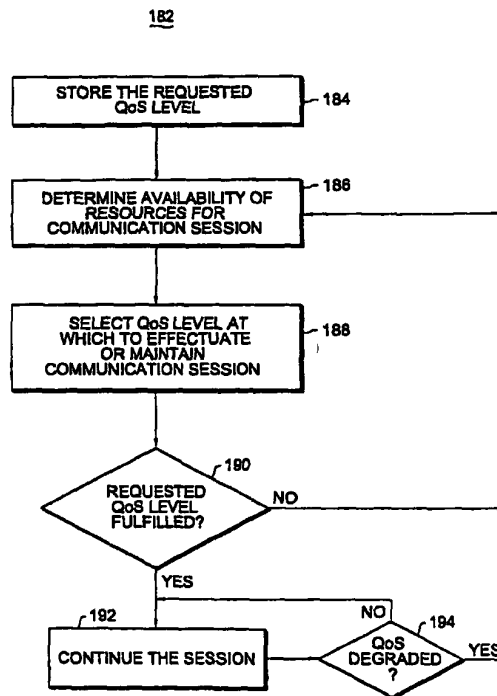 182
STORE THE REQUESTED
QoS LEVEL
184
DETERMINE AVAILABILITY OF
RESOURCES FOR
COMMUNICATION SESSION
186
SELECT QoS LEVEL AT
WHICH TO EFFECTUATE
OR MAINTAIN
COMMUNICATION SESSION
188
190
REQUESTED
QoS LEVEL
FULFILLED?
NO
YES
192
CONTINUE THE SESSION
NO
194
QoS
DEGRADED
?
YES